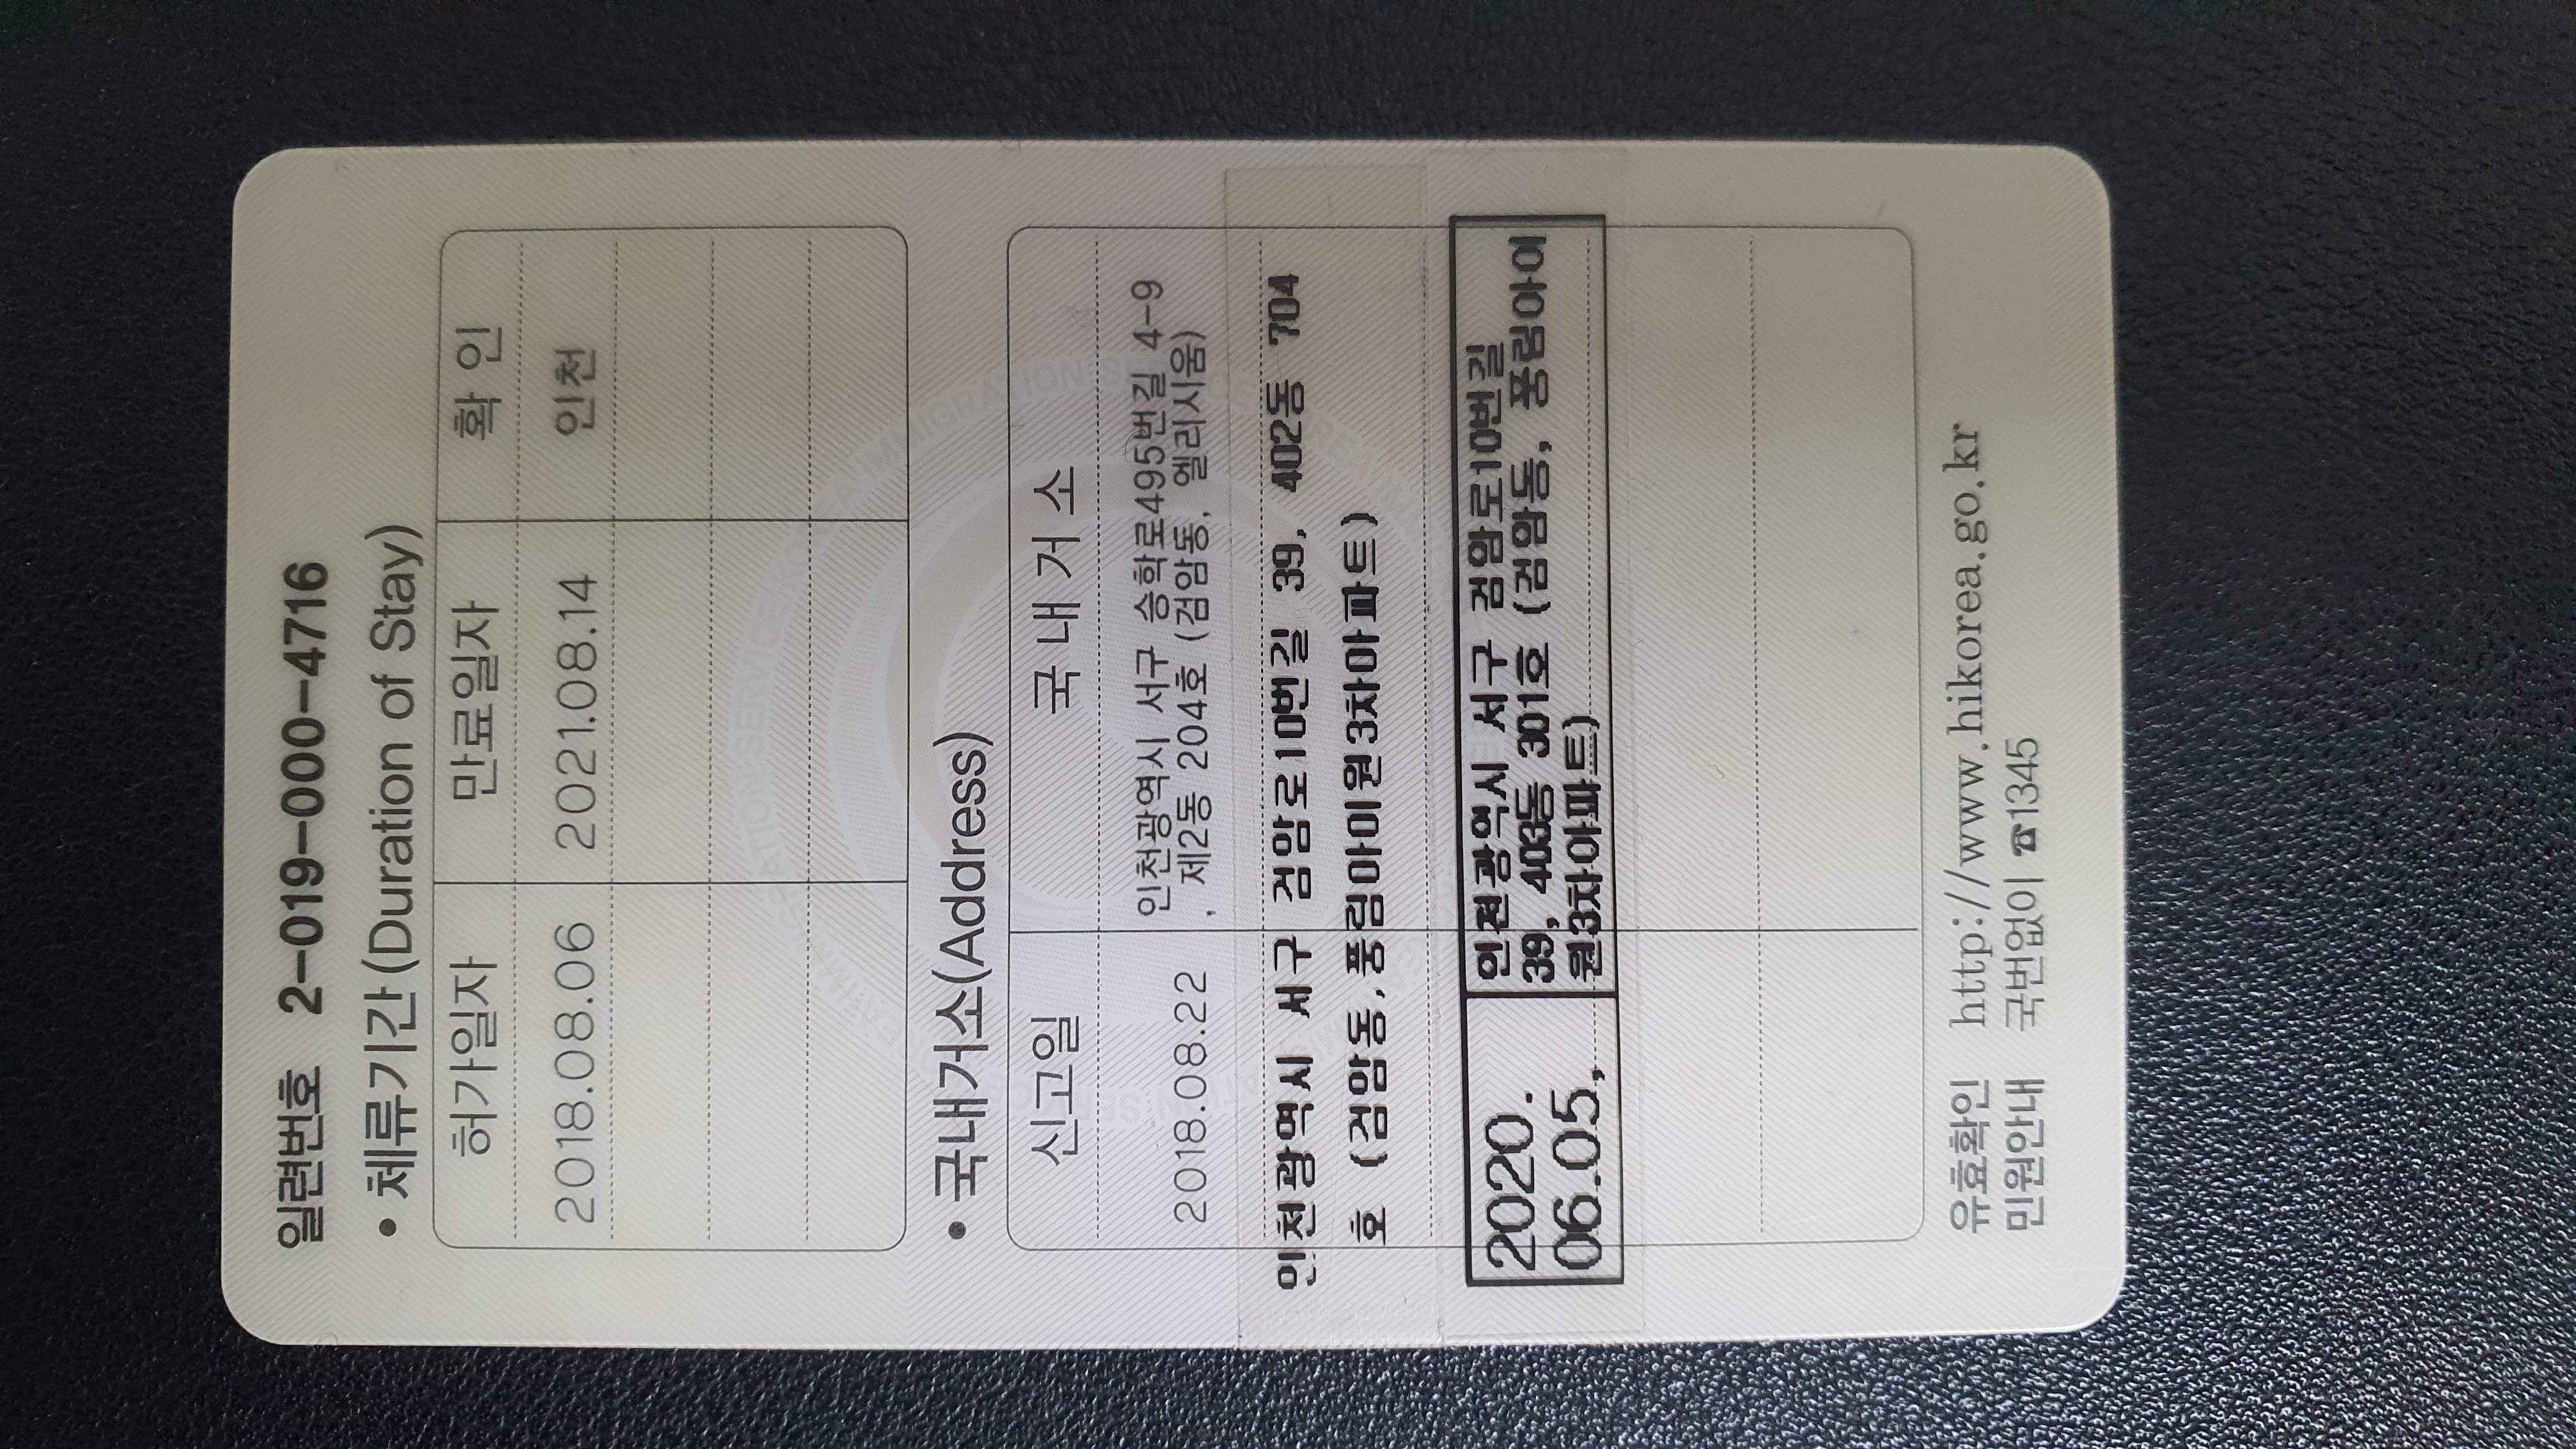 일련번호 2-019-000-4716
• 체류기간(Duration of Stay)
허가일자 만료일자 확 인
2018.08.06 2021.08.14 인천
• 국내거소(Address)
신고일 국 내 거 소
2018.08.22 인천광역시 서구 승학로495번길 4-9
, 제2동 204호 (검암동, 엘리시움)
인천광역시 서구 검암로10번길 39, 402동 704
호 (검암동,풍림아이원3차아파트)
2020. 인천광역시 서구 검암로10번길
06.05, 39, 403동 301호 (검암동, 풍림아이
원3차아파트)
유효확인 http://www.hikorea.go.kr
민원안내 국번없이 ☎1345